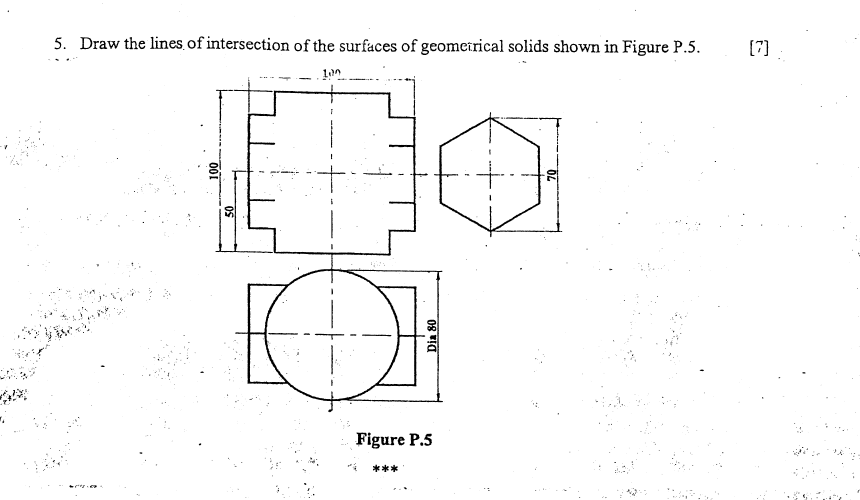 5. Draw the lines of intersection of the surfaces of geometrical solids shown in Figure P.5. [7]
100
100
50
70
Dia 80
Figure P.5
***